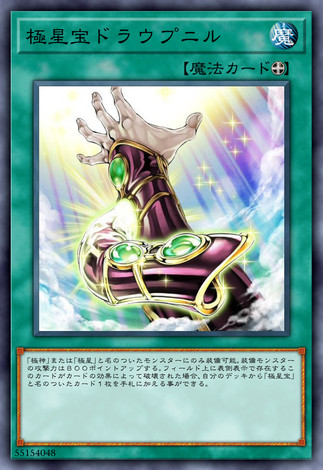 極星宝ドラウプニル
魔
【魔法カード】
「極神」または「極星」と名のついたモンスターにのみ装備可能。装備モンスター
の攻撃力は８００ポイントアップする。フィールド上に表側表示で存在するこ
のカードがカードの効果によって破壊された場合、自分のデッキから「極星宝」
と名のついたカード１枚を手札に加える事ができる。
55154048